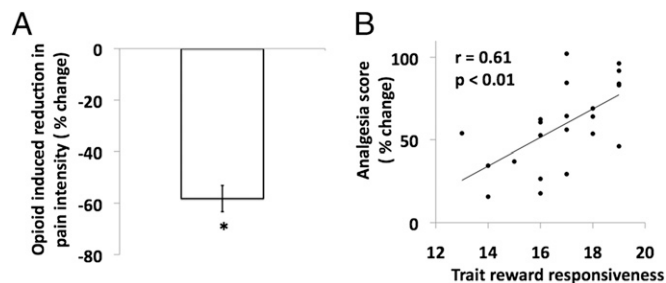 A
Opioid induced reduction in
pain intensity ( % change)
0
-20
-40
-60
-80
*
B
Analgesia score
( % change)
100
50
0
r = 0.61
p < 0.01
12 14 16 18 20
Trait reward responsiveness